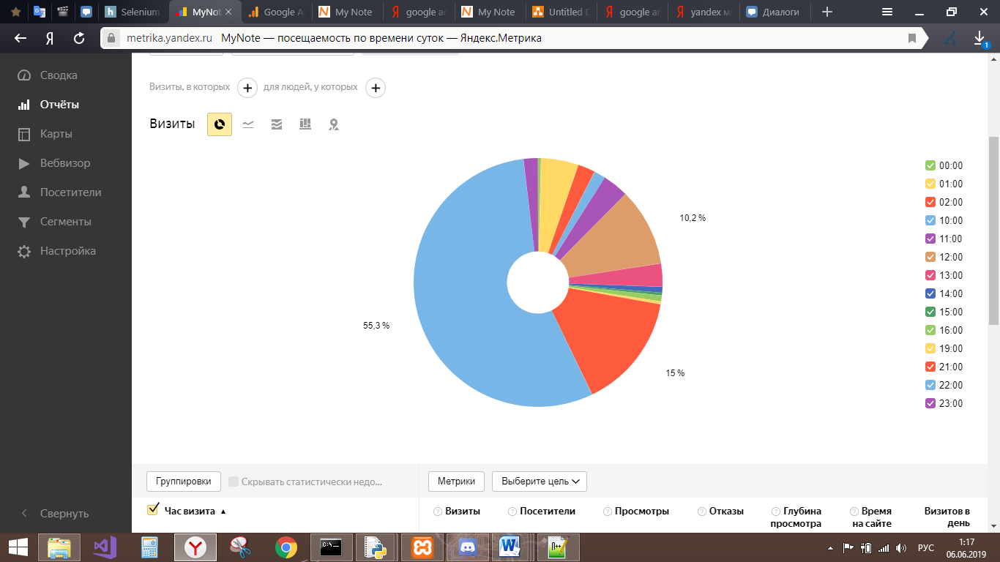 Selenium
MyNot
Google A
My Note
google ar
My Note
Untitled D
google ar
yandex м
Диалоги
Я
metrika.yandex.ru MyNote — посещаемость по времени суток — Яндекс.Метрика
1
Сводка
Отчёты
Карты
Вебвизор
Посетители
Сегменты
Настройка
Свернуть
Визиты, в которых + для людей, у которых +
Визиты
10,2 %
55,3 %
15 %
00:00
01:00
02:00
10:00
11:00
12:00
13:00
14:00
15:00
16:00
19:00
21:00
22:00
23:00
Группировки
Скрывать статистически недо...
Метрики
Выберите цель
Час визита ▲
Визиты
Посетители
Просмотры
Отказы
Глубина
просмотра
Время
на сайте
Визитов в
день
C:\
П++
РУС
1:17
06.06.2019